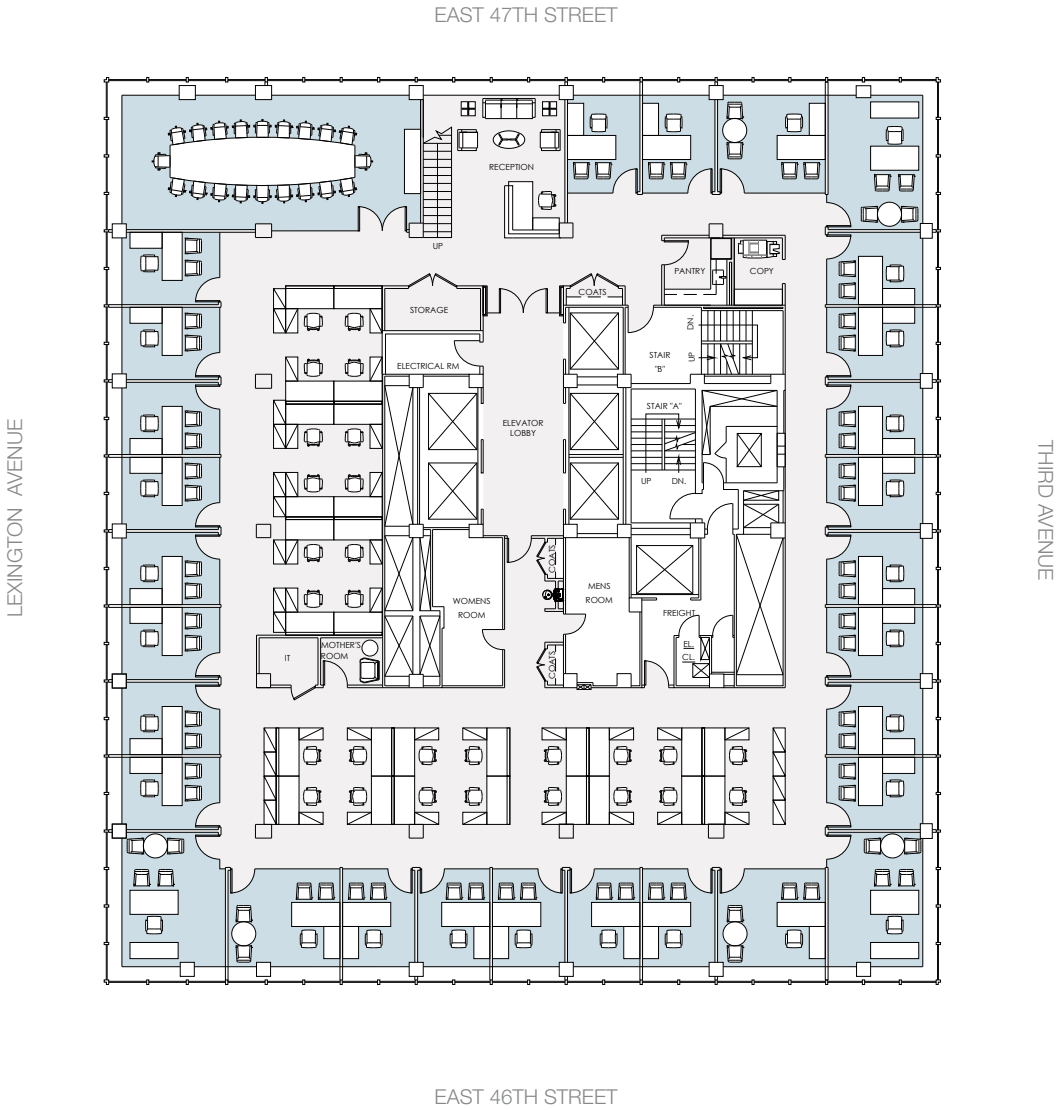 EAST 47TH STREET
RECEPTION
UP
PANTRY
COPY
COATS
STORAGE
DN.
UP
STAIR
"B"
ELECTRICAL RM
STAIR "A"
ELEVATOR
LOBBY
UP
DN.
LEXINGTON AVENUE
THIRD AVENUE
COATS
MENS
ROOM
WOMENS
ROOM
FREIGHT
EL.
CL.
MOTHER'S
ROOM
IT
COATS
EAST 46TH STREET